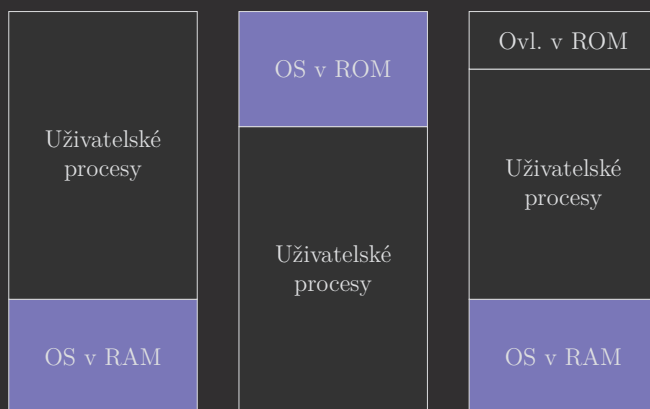 Uživatelské
procesy
OS v RAM
OS v ROM
Uživatelské
procesy
Ovl. v ROM
Uživatelské
procesy
OS v RAM